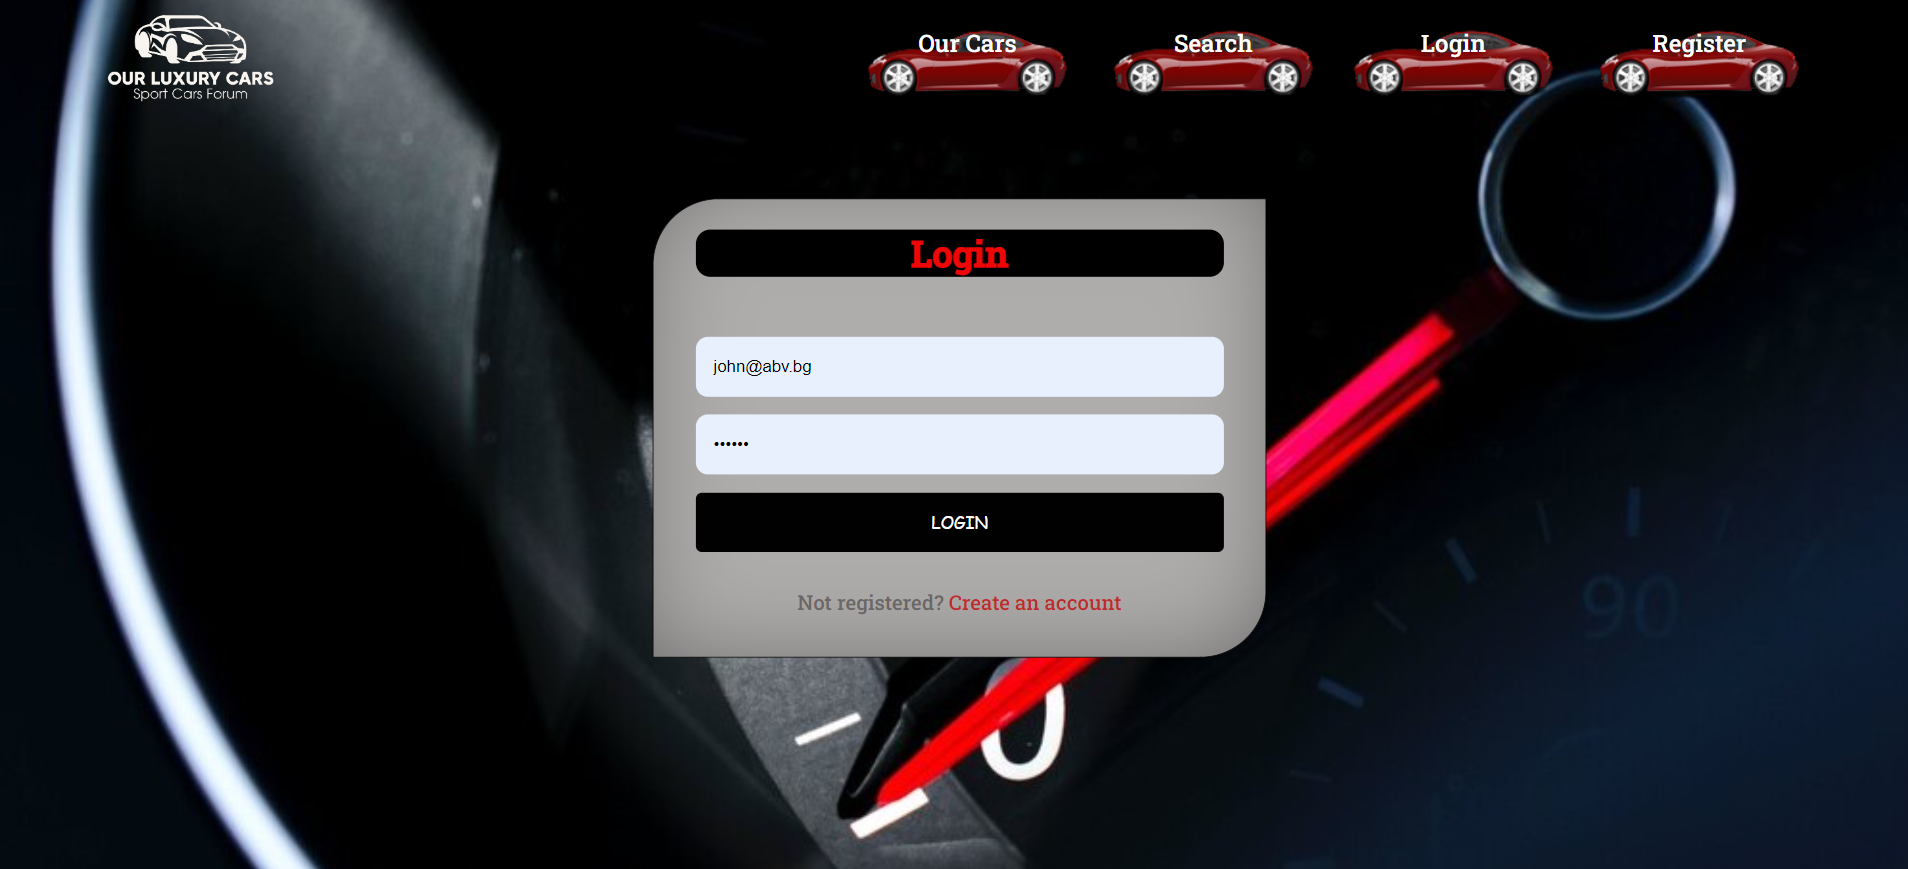 OUR LUXURY CARS
Sport Cars Forum
Our Cars
Search
Login
Register
Login
john@abv.bg
••••••
LOGIN
Not registered? Create an account
90
0